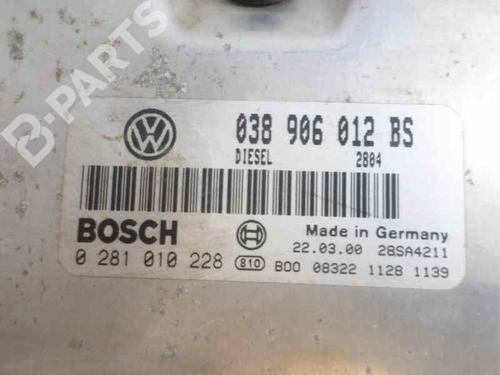 B-PARTS
038 906 012 BS
DIESEL 2804
BOSCH
Made in Germany
22.03.00 28SA4211
0 281 010 228 810 B00 08322 1128 1139